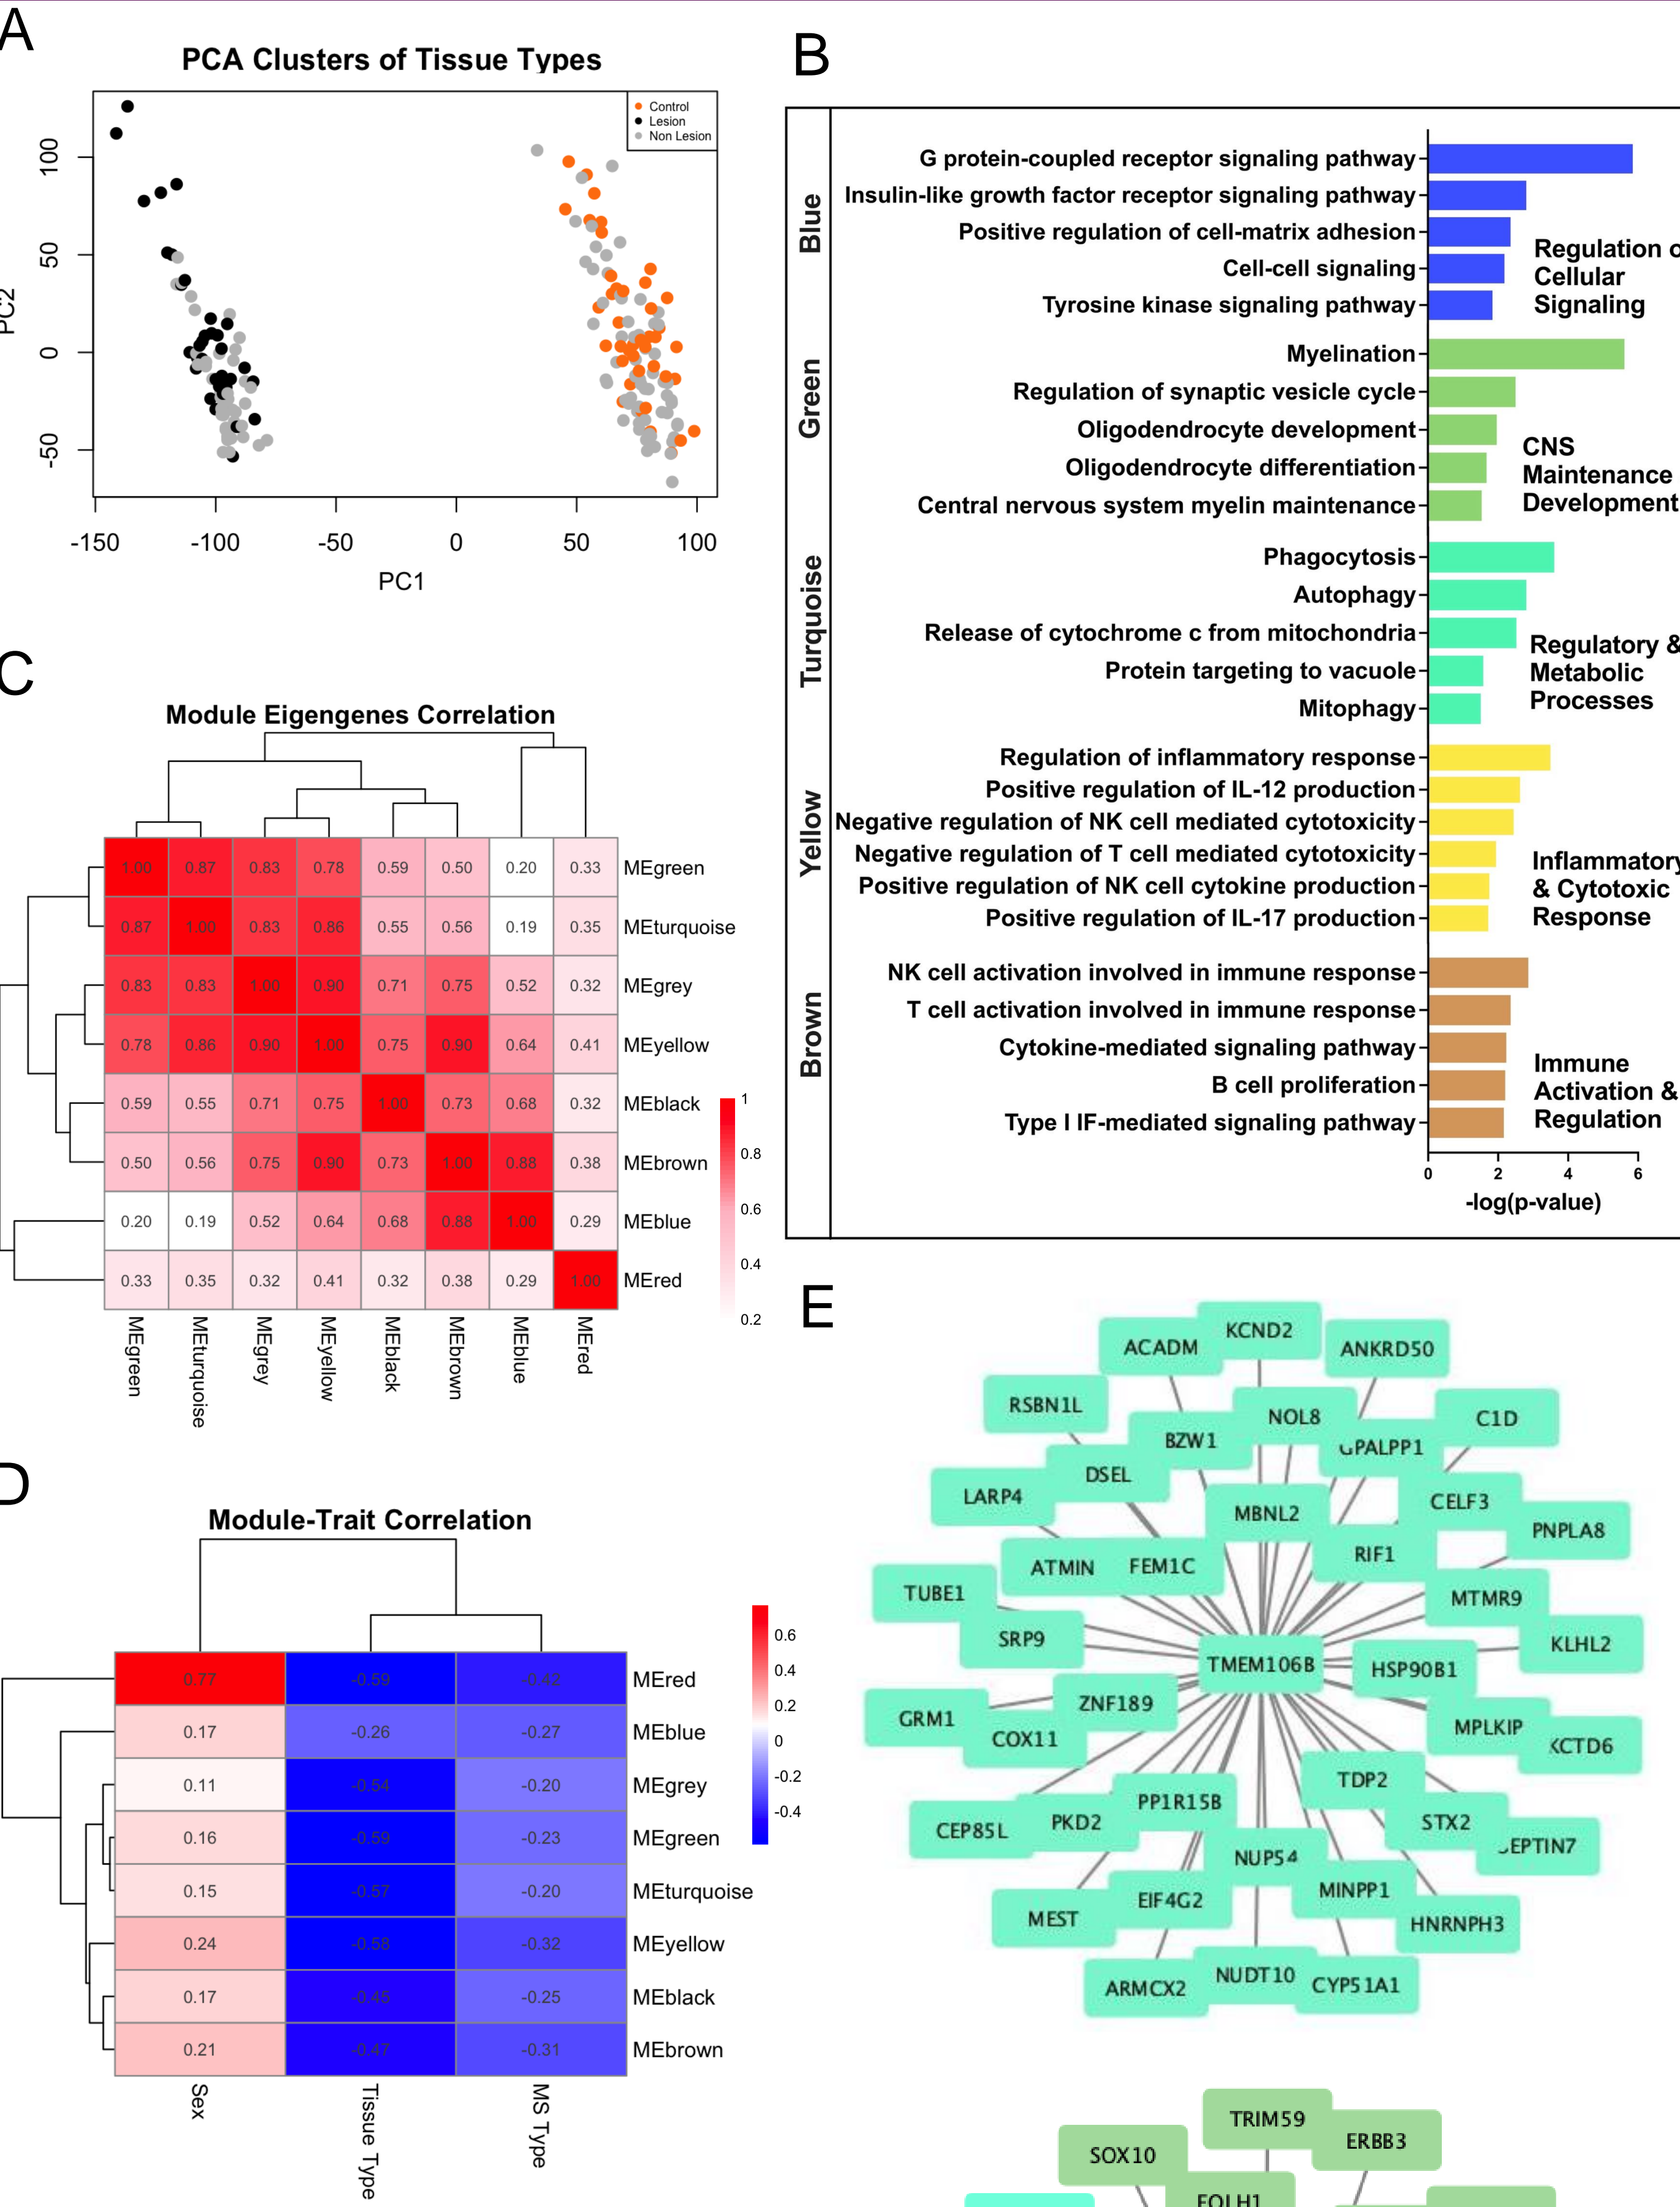 A
PCA Clusters of Tissue Types
Control
Lesion
Non Lesion
100
50
0
-50
PC2
-150 -100 -50 0 50 100
PC1
B
Blue
G protein-coupled receptor signaling pathway
Insulin-like growth factor receptor signaling pathway
Positive regulation of cell-matrix adhesion
Cell-cell signaling
Tyrosine kinase signaling pathway
Regulation
Cellular
Signaling
Green
Myelination
Regulation of synaptic vesicle cycle
Oligodendrocyte development
Oligodendrocyte differentiation
Central nervous system myelin maintenance
CNS
Maintenance
Development
Turquoise
Phagocytosis
Autophagy
Release of cytochrome c from mitochondria
Protein targeting to vacuole
Mitophagy
Regulatory &
Metabolic
Processes
Yellow
Regulation of inflammatory response
Positive regulation of IL-12 production
Negative regulation of NK cell mediated cytotoxicity
Negative regulation of T cell mediated cytotoxicity
Positive regulation of NK cell cytokine production
Positive regulation of IL-17 production
Inflammatory
& Cytotoxic
Response
Brown
NK cell activation involved in immune response
T cell activation involved in immune response
Cytokine-mediated signaling pathway
B cell proliferation
Type I IF-mediated signaling pathway
Immune
Activation &
Regulation
0 2 4 6
-log(p-value)
C
Module Eigengenes Correlation
1.00 0.87 0.83 0.78 0.59 0.50 0.20 0.33 MEgreen
0.87 1.00 0.83 0.86 0.55 0.56 0.19 0.35 MEturquoise
0.83 0.83 1.00 0.90 0.71 0.75 0.52 0.32 MEgrey
0.78 0.86 0.90 1.00 0.75 0.90 0.64 0.41 MEyellow
0.59 0.55 0.71 0.75 1.00 0.73 0.68 0.32 MEblack
0.50 0.56 0.75 0.90 0.73 1.00 0.88 0.38 MEbrown
0.20 0.19 0.52 0.64 0.68 0.88 1.00 0.29 MEblue
0.33 0.35 0.32 0.41 0.32 0.38 0.29 1.00 MEred
MEgreen MEturquoise MEgrey MEyellow MEblack MEbrown MEblue MEred
1
0.8
0.6
0.4
0.2
D
Module-Trait Correlation
0.77 -0.59 -0.42 MEred
0.17 -0.26 -0.27 MEblue
0.11 -0.54 -0.20 MEgrey
0.16 -0.59 -0.23 MEgreen
0.15 -0.57 -0.20 MEturquoise
0.24 -0.58 -0.32 MEyellow
0.17 -0.45 -0.25 MEblack
0.21 -0.47 -0.31 MEbrown
Sex Tissue Type MS Type
0.6
0.4
0.2
0
-0.2
-0.4
E
KCND2
ACADM
ANKRD50
RSBN1L
NOL8
C1D
BZW1
GPALPP1
DSEL
LARP4
CELF3
MBNL2
PNPLA8
RIF1
ATMIN
FEM1C
TUBE1
MTMR9
SRP9
KLHL2
TMEM106B
HSP90B1
ZNF189
GRM1
COX11
MPLKIP
KCTD6
TDP2
PP1R15B
PKD2
CEP85L
STX2
SEPTIN7
NUP54
EIF4G2
MINPP1
MEST
HNRNPH3
NUDT10
ARMCX2
CYP51A1
TRIM59
ERBB3
SOX10
FOLH1